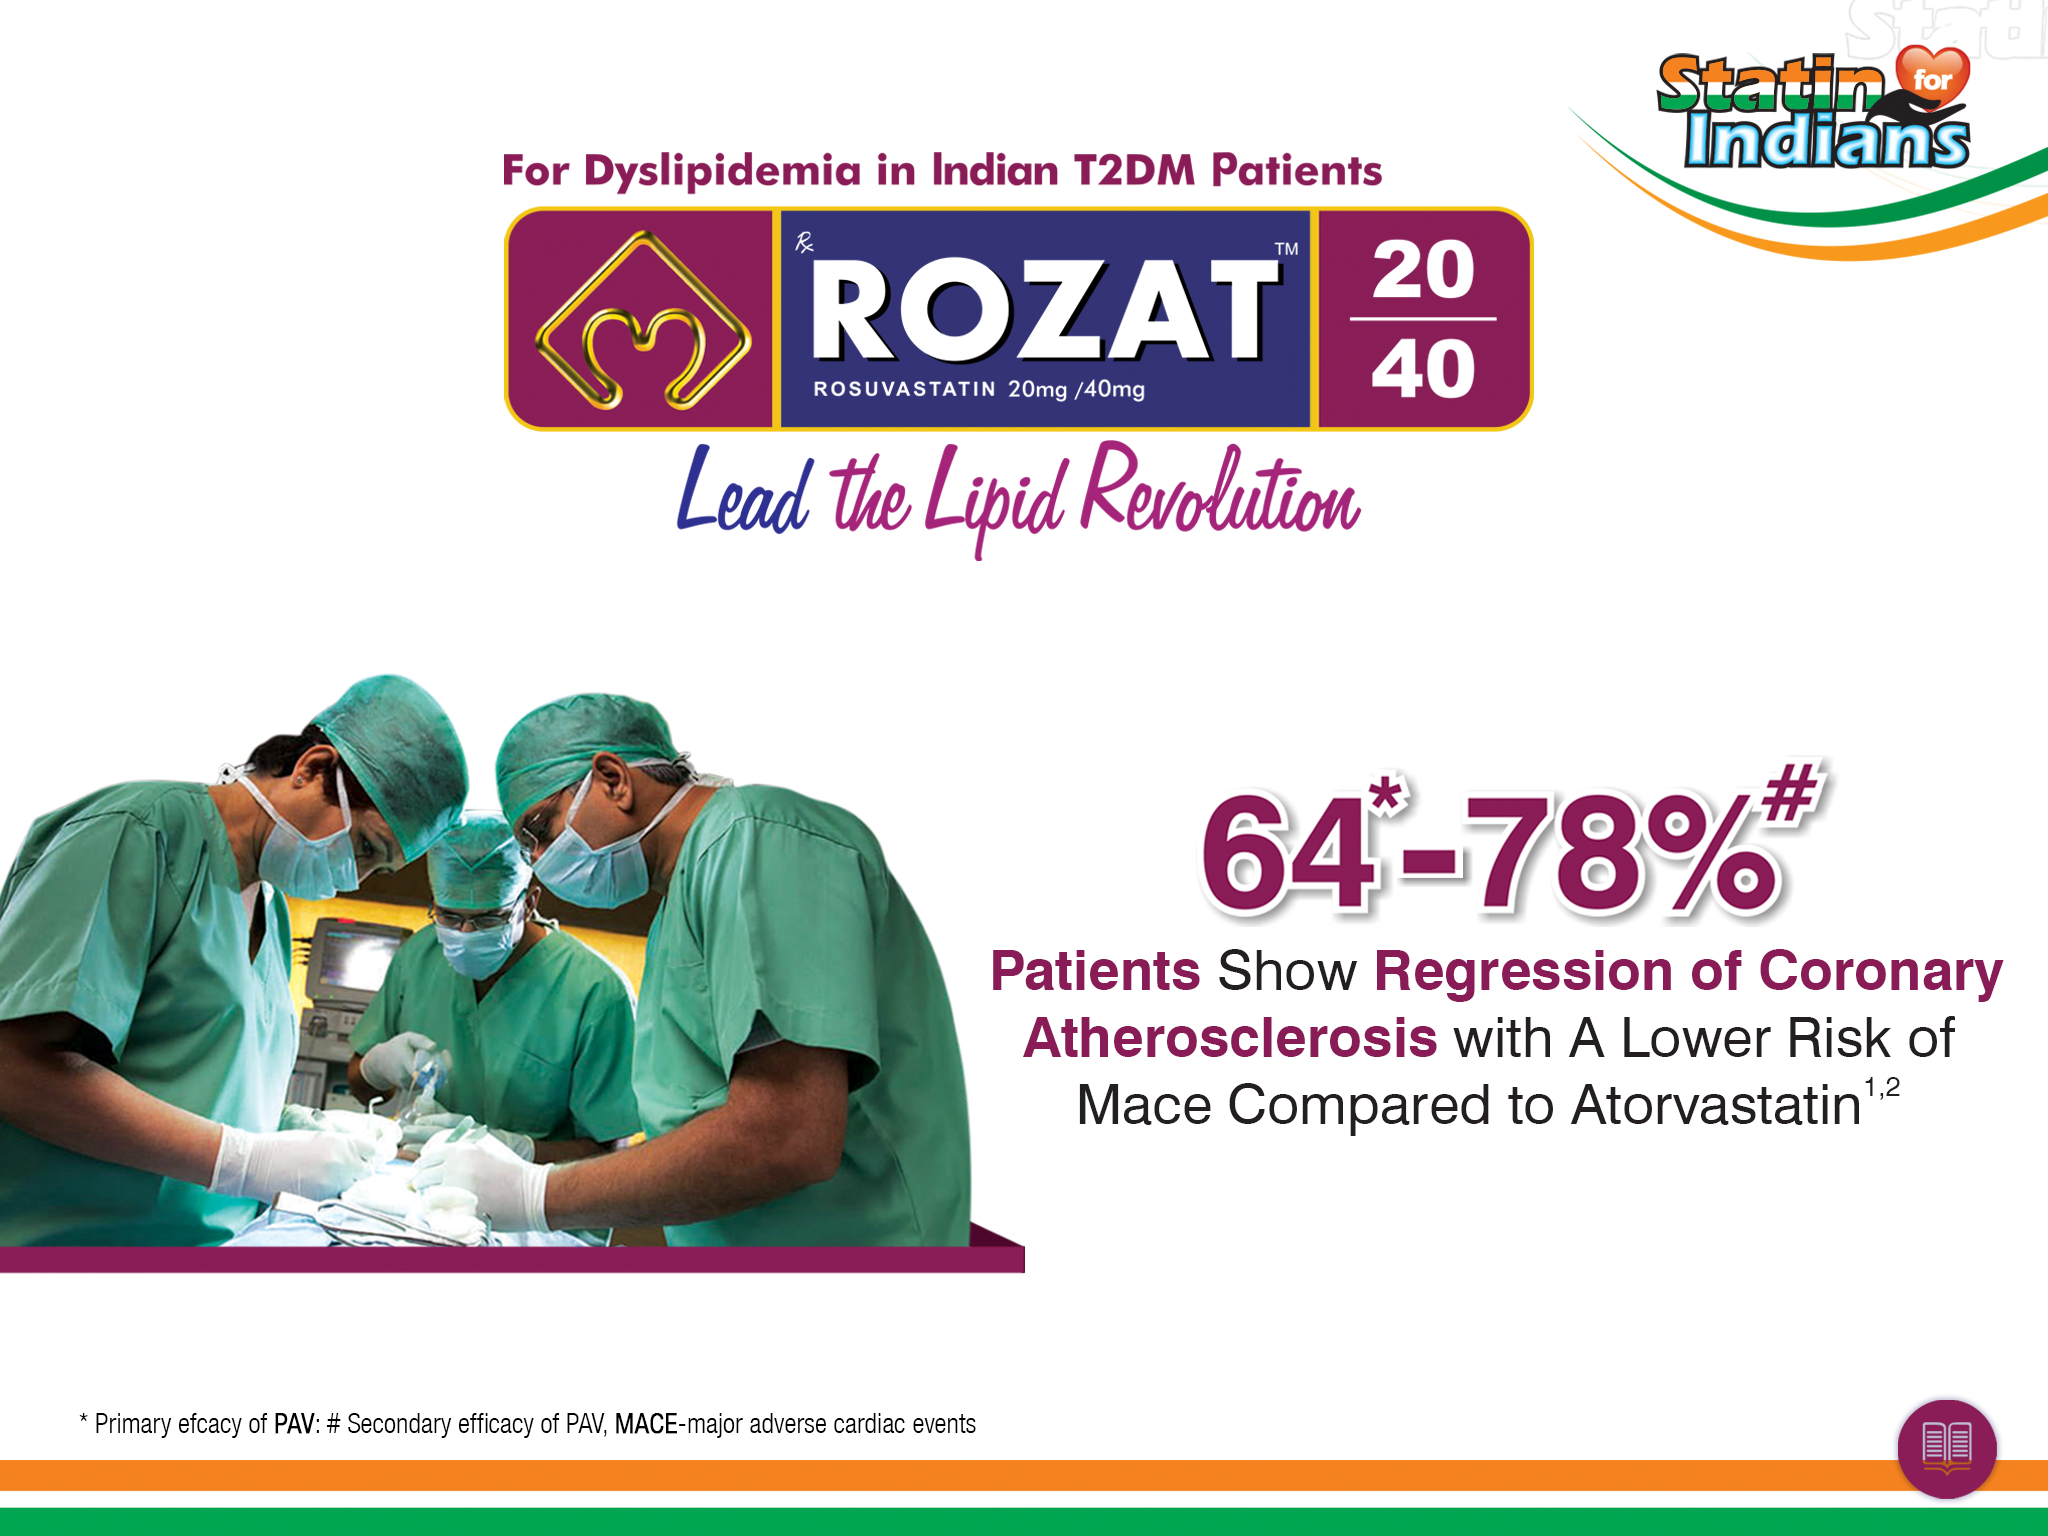 Statin for
Indians
For Dyslipidemia in Indian T2DM Patients
Rx ROZAT™
ROSUVASTATIN 20mg /40mg
20
40
Lead the Lipid Revolution
64*-78%#
Patients Show Regression of Coronary
Atherosclerosis with A Lower Risk of
Mace Compared to Atorvastatin1,2
* Primary efcacy of PAV: # Secondary efficacy of PAV, MACE-major adverse cardiac events